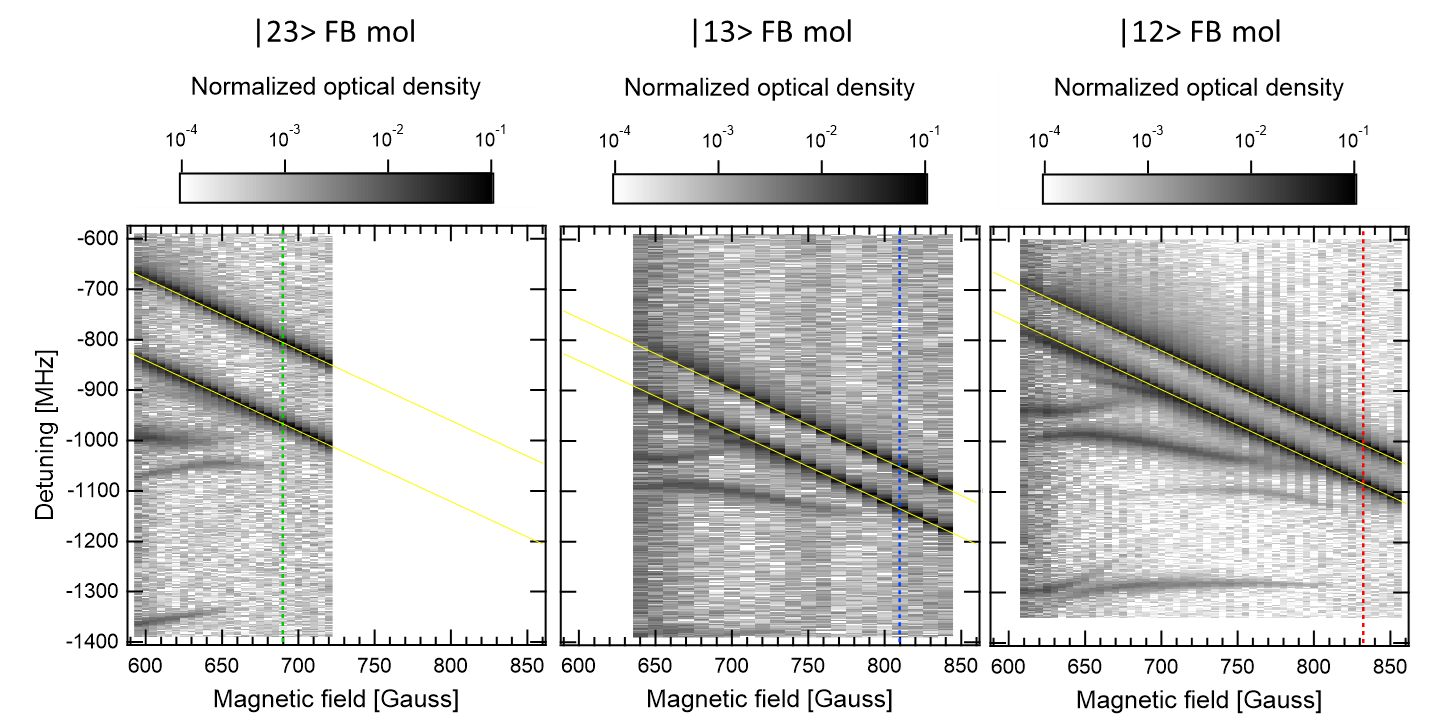 |23> FB mol
|13> FB mol
|12> FB mol
Normalized optical density
Normalized optical density
Normalized optical density
10-4 10-3 10-2 10-1
10-4 10-3 10-2 10-1
10-4 10-3 10-2 10-1
Detuning [MHz]
-600
-700
-800
-900
-1000
-1100
-1200
-1300
-1400
600 650 700 750 800 850
600 650 700 750 800 850
600 650 700 750 800 850
Magnetic field [Gauss]
Magnetic field [Gauss]
Magnetic field [Gauss]